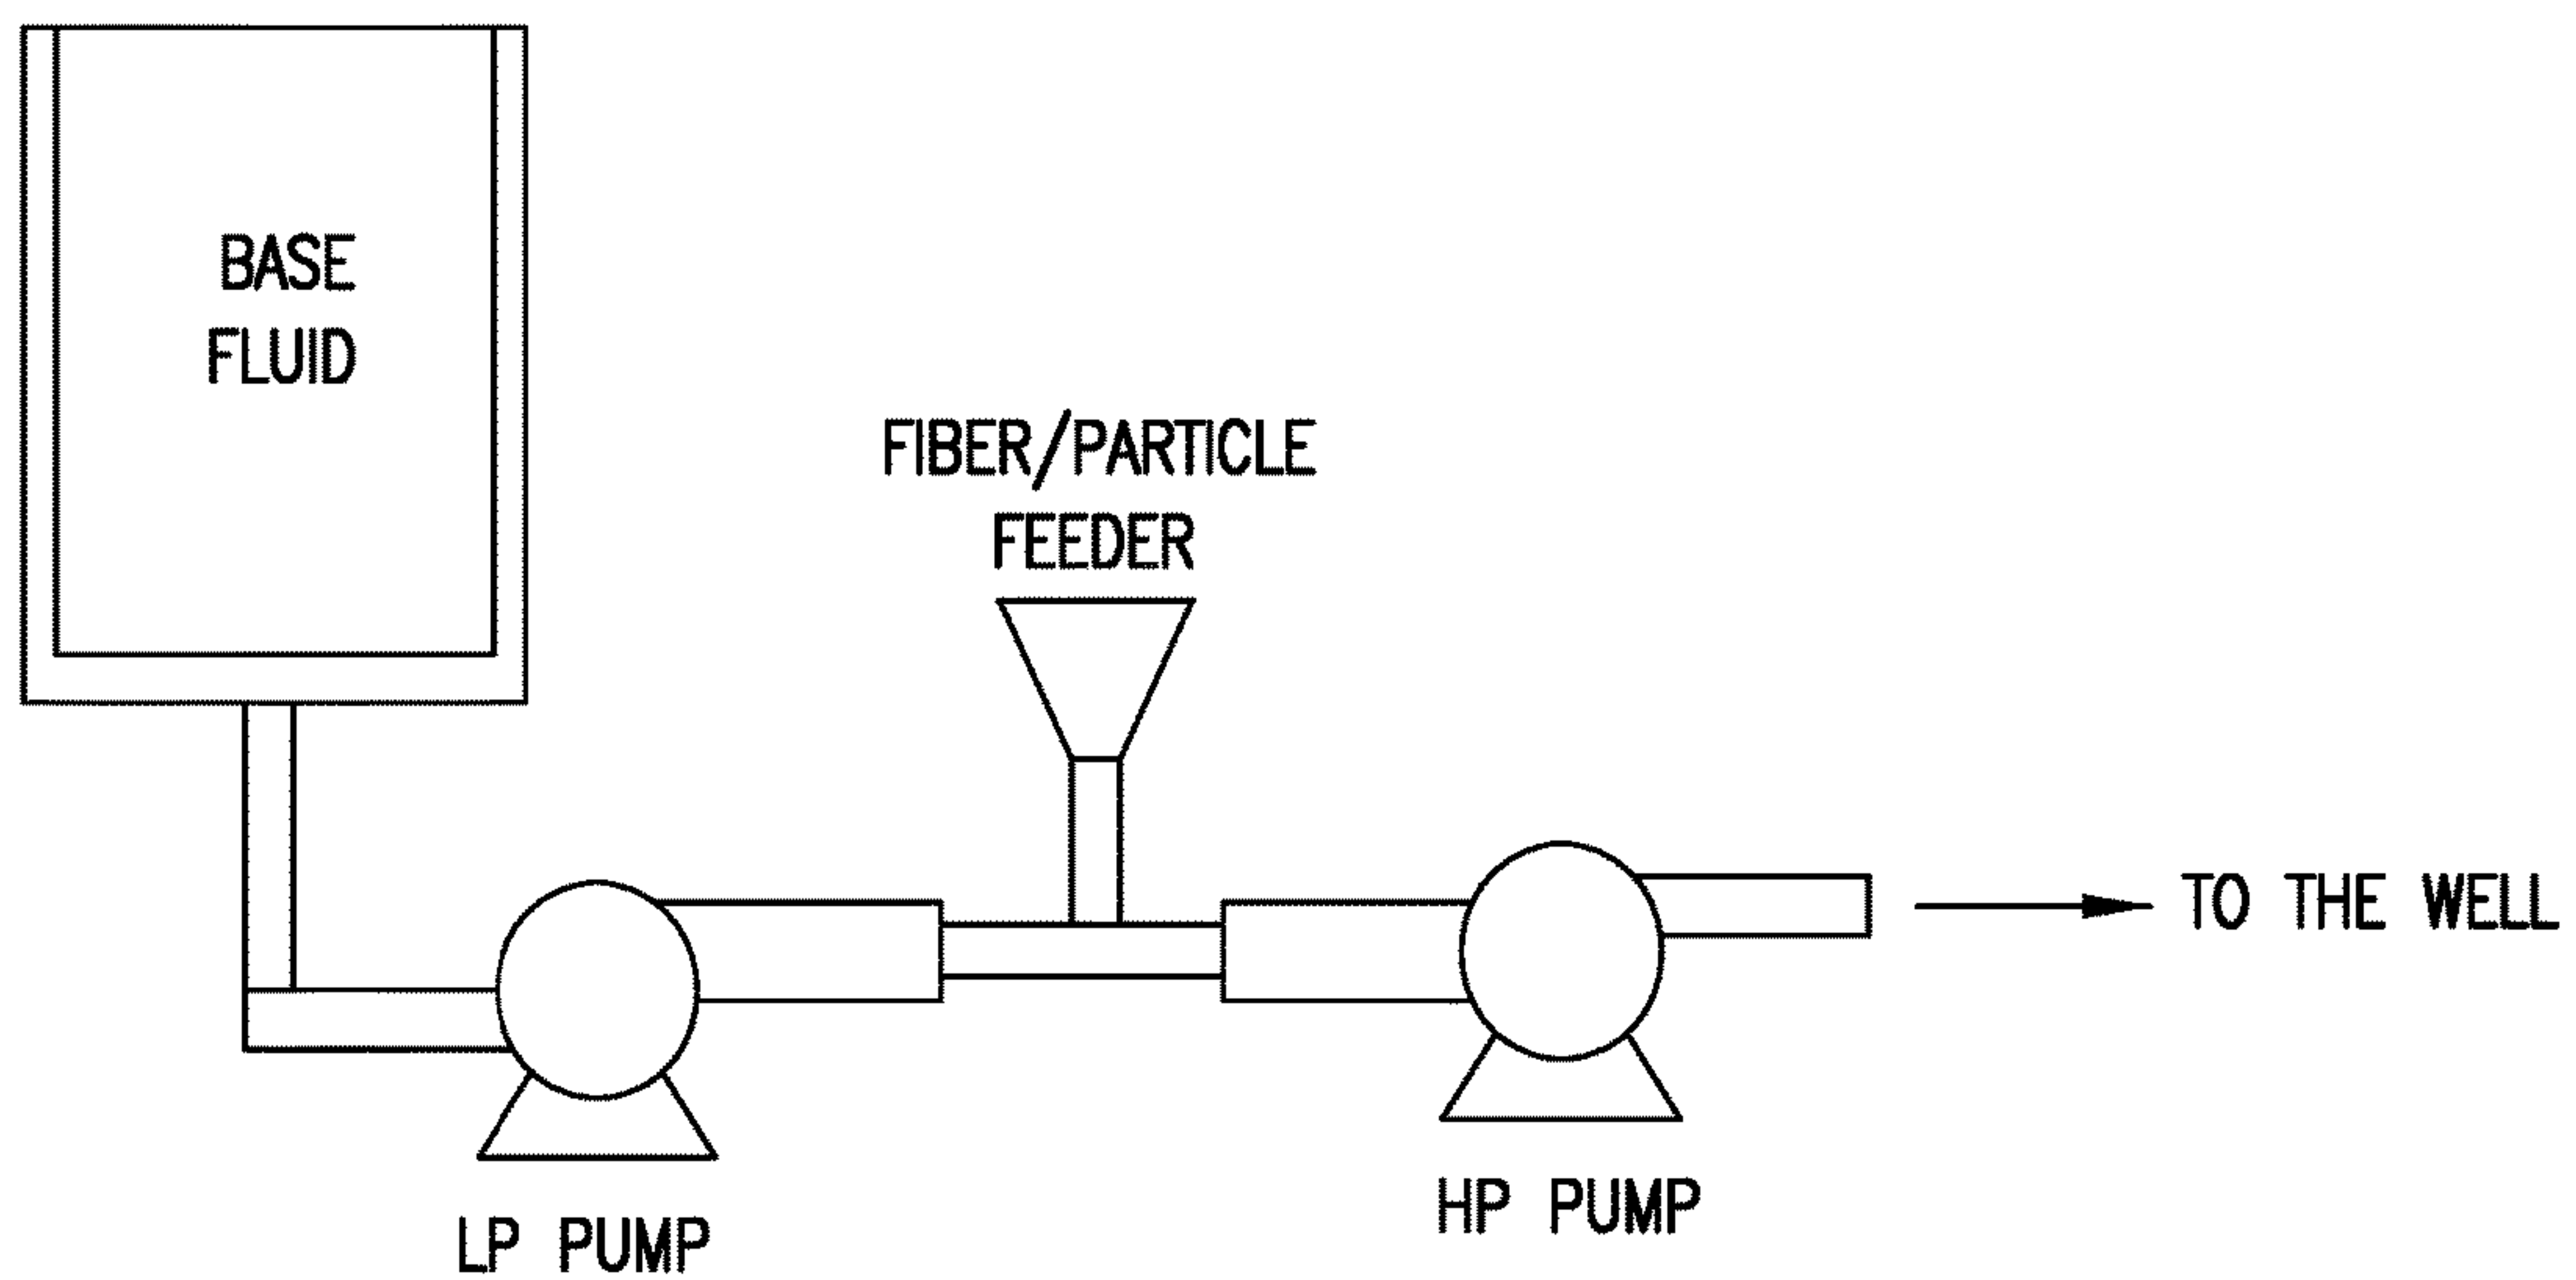 BASE
FLUID
FIBER/PARTICLE
FEEDER
TO THE WELL
HP PUMP
LP PUMP